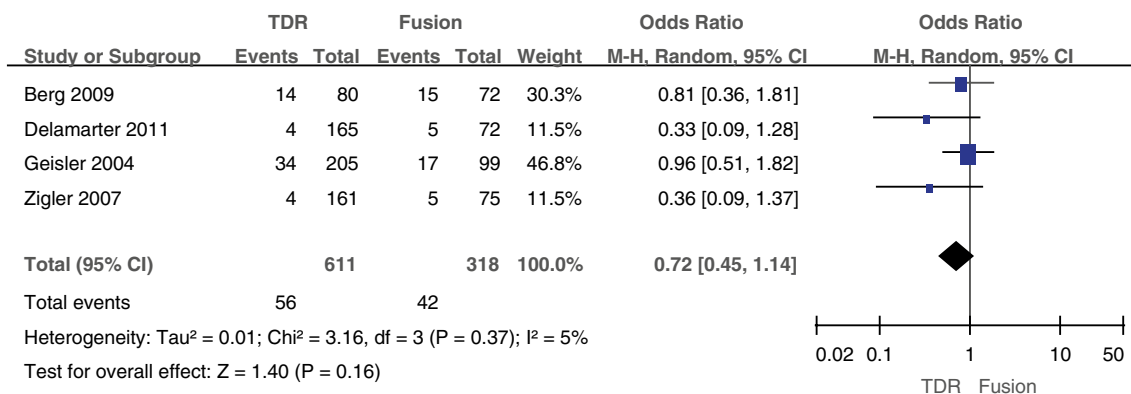 TDR Fusion Odds Ratio Odds Ratio
Study or Subgroup Events Total Events Total Weight M-H, Random, 95% CI M-H, Random, 95% CI
Berg 2009 14 80 15 72 30.3% 0.81 [0.36, 1.81]
Delamarter 2011 4 165 5 72 11.5% 0.33 [0.09, 1.28]
Geisler 2004 34 205 17 99 46.8% 0.96 [0.51, 1.82]
Zigler 2007 4 161 5 75 11.5% 0.36 [0.09, 1.37]
Total (95% CI) 611 318 100.0% 0.72 [0.45, 1.14]
Total events 56 42
Heterogeneity: Tau² = 0.01; Chi² = 3.16, df = 3 (P = 0.37); I² = 5%
Test for overall effect: Z = 1.40 (P = 0.16)
0.02 0.1 1 10 50
TDR Fusion